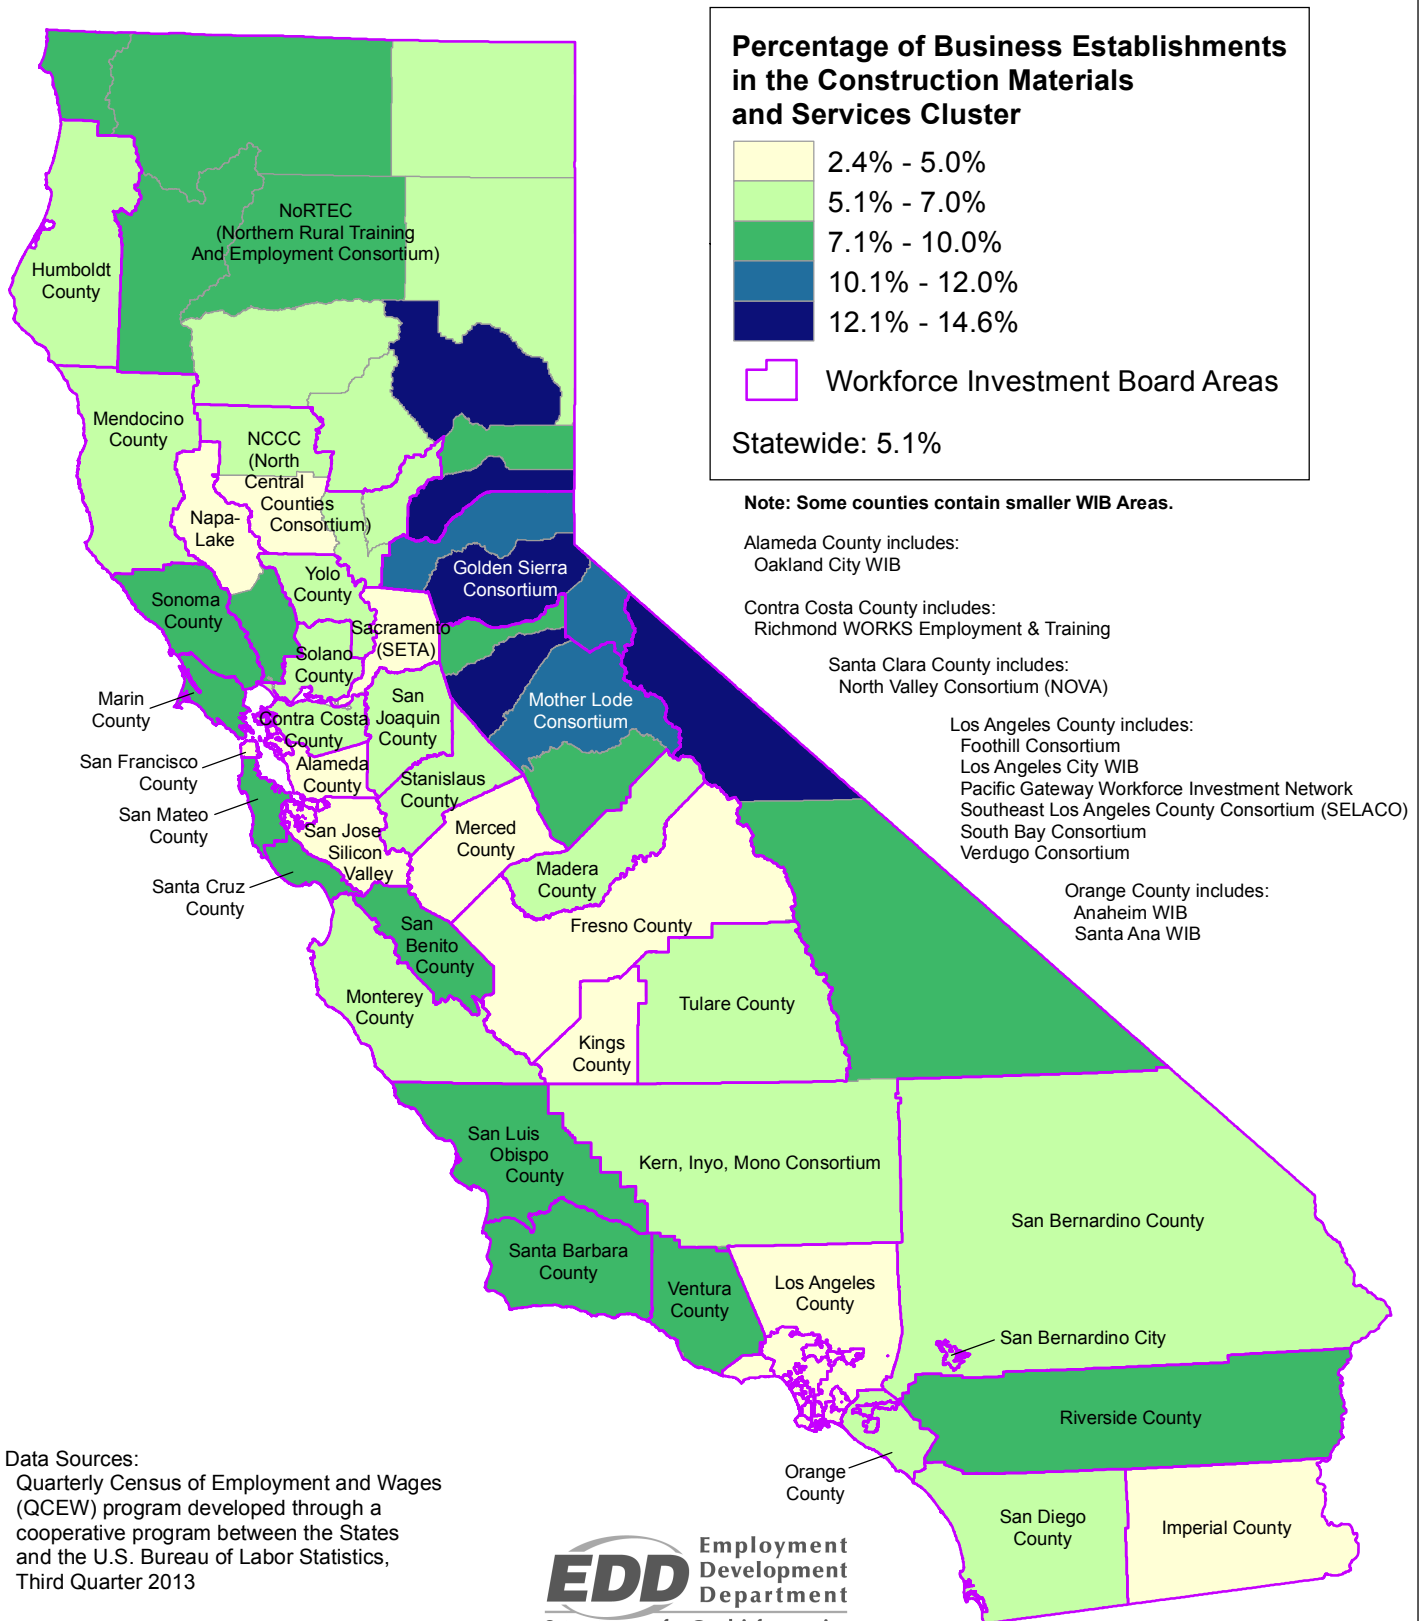 Percentage of Business Establishments
in the Construction Materials
and Services Cluster
2.4% - 5.0%
5.1% - 7.0%
7.1% - 10.0%
10.1% - 12.0%
12.1% - 14.6%
Workforce Investment Board Areas
Statewide: 5.1%
Note: Some counties contain smaller WIB Areas.
Alameda County includes:
Oakland City WIB
Contra Costa County includes:
Richmond WORKS Employment & Training
Santa Clara County includes:
North Valley Consortium (NOVA)
Los Angeles County includes:
Foothill Consortium
Los Angeles City WIB
Pacific Gateway Workforce Investment Network
Southeast Los Angeles County Consortium (SELACO)
South Bay Consortium
Verdugo Consortium
Orange County includes:
Anaheim WIB
Santa Ana WIB
NoRTEC
(Northern Rural Training
And Employment Consortium)
Humboldt
County
Mendocino
County
NCCC
(North
Central
Counties
Consortium)
Napa-
Lake
Yolo
County
Golden Sierra
Consortium
Sonoma
County
Sacramento
(SETA)
Solano
County
Marin
County
San
Joaquin
County
Mother Lode
Consortium
Contra Costa
County
San Francisco
County
Alameda
County
Stanislaus
County
San Mateo
County
San Jose
Silicon
Valley
Merced
County
Santa Cruz
County
Madera
County
San
Benito
County
Fresno County
Monterey
County
Tulare County
Kings
County
San Luis
Obispo
County
Kern, Inyo, Mono Consortium
San Bernardino County
Santa Barbara
County
Ventura
County
Los Angeles
County
San Bernardino City
Riverside County
Orange
County
San Diego
County
Imperial County
Data Sources:
Quarterly Census of Employment and Wages
(QCEW) program developed through a
cooperative program between the States
and the U.S. Bureau of Labor Statistics,
Third Quarter 2013
EDD
Employment
Development
Department